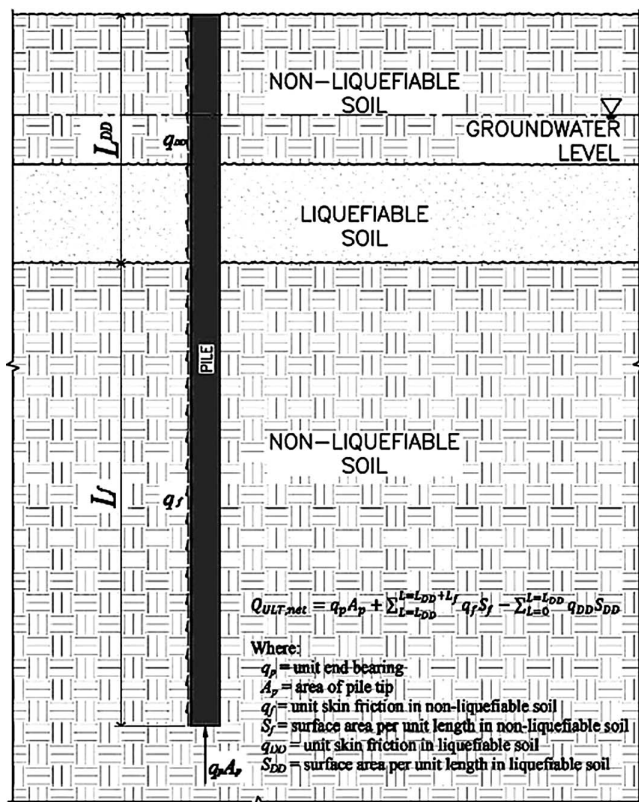 NON-LIQUEFIABLE
SOIL
GROUNDWATER
LEVEL
L_DD
q_DD
LIQUEFIABLE
SOIL
PILE
NON-LIQUEFIABLE
SOIL
L_f
q_f
Q_ULT,net = q_p A_p + ∑_{L=L_DD}^{L=L_DD+L_f} q_f S_f − ∑_{L=0}^{L=L_DD} q_DD S_DD
Where:
q_p = unit end bearing
A_p = area of pile tip
q_f = unit skin friction in non-liquefiable soil
S_f = surface area per unit length in non-liquefiable soil
q_DD = unit skin friction in liquefiable soil
S_DD = surface area per unit length in liquefiable soil
q_p A_p